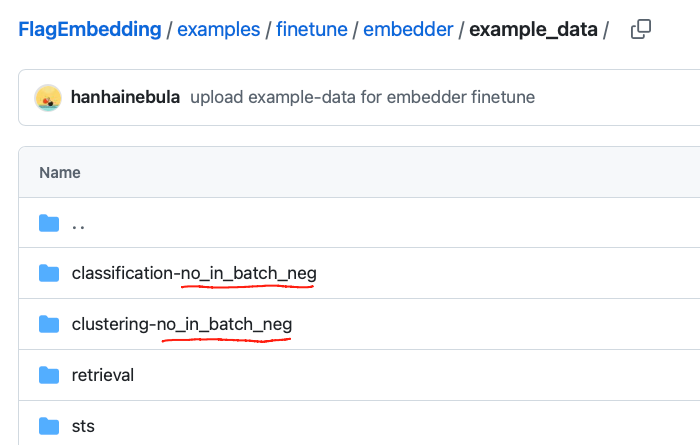 FlagEmbedding / examples / finetune / embedder / example_data /
hanhainebula upload example-data for embedder finetune
Name
..
classification-no_in_batch_neg
clustering-no_in_batch_neg
retrieval
sts